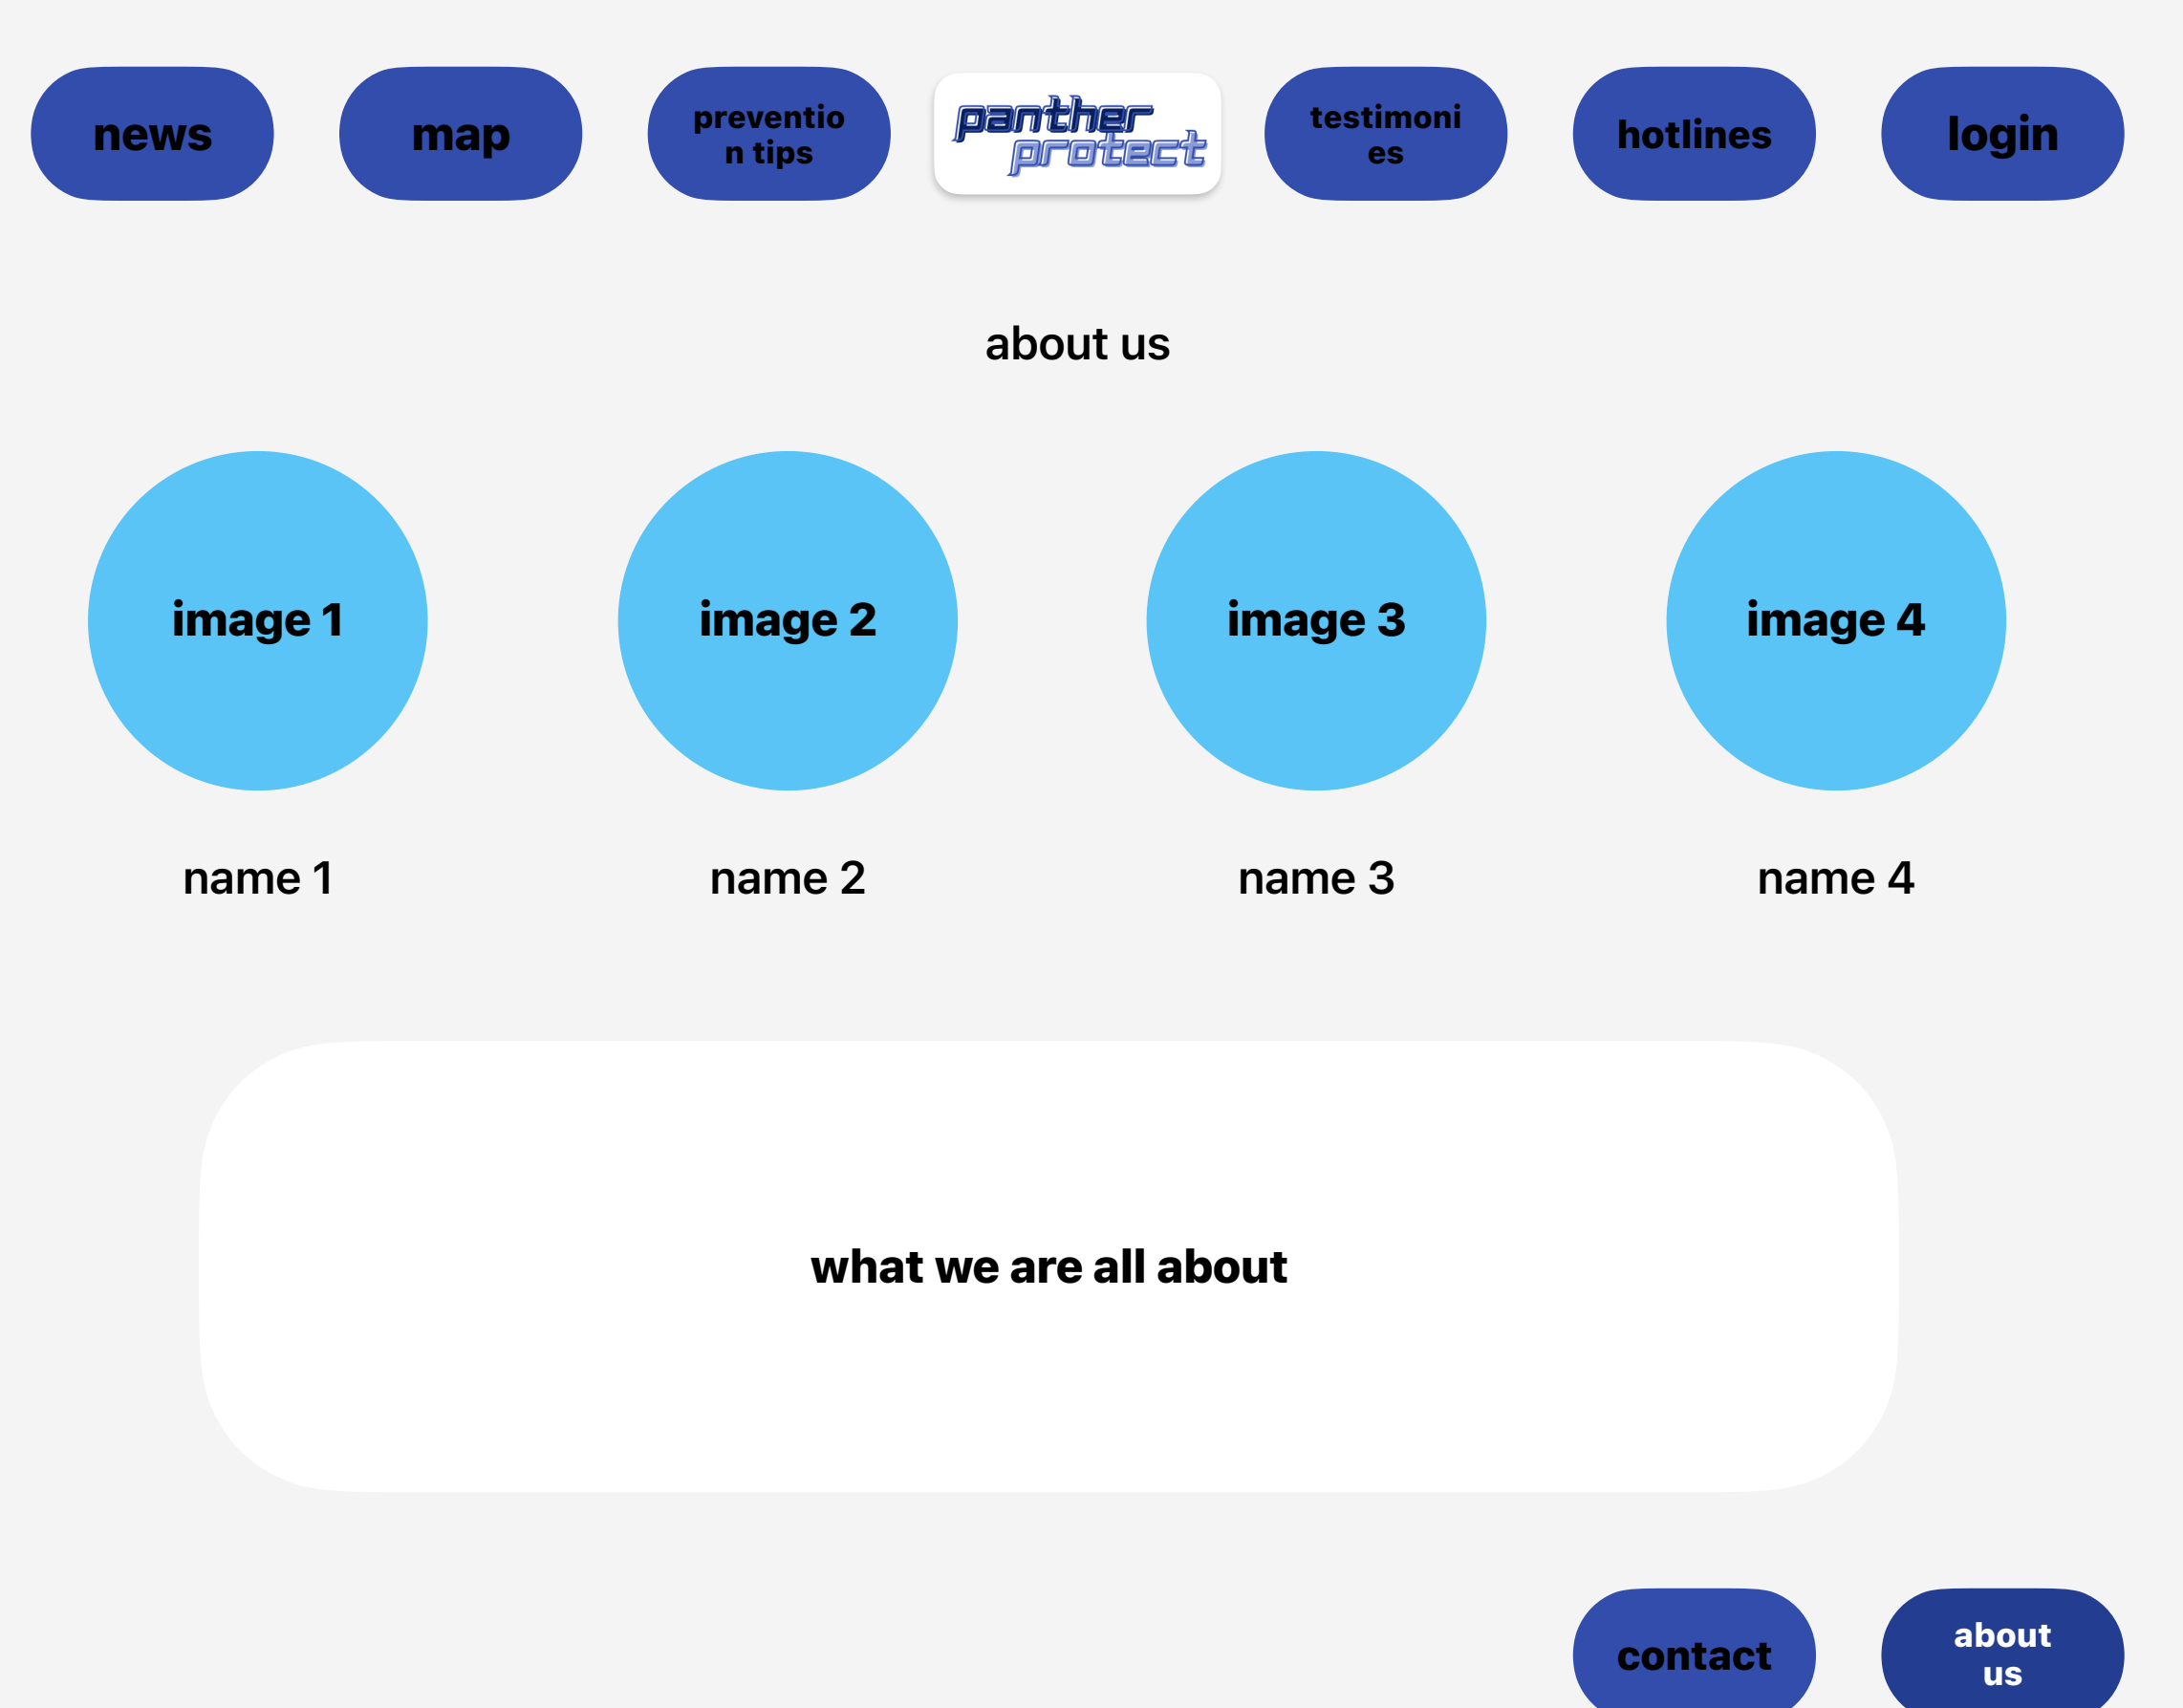 news
map
preventio
n tips
panther
protect
testimoni
es
hotlines
login
about us
image 1
image 2
image 3
image 4
name 1
name 2
name 3
name 4
what we are all about
contact
about
us